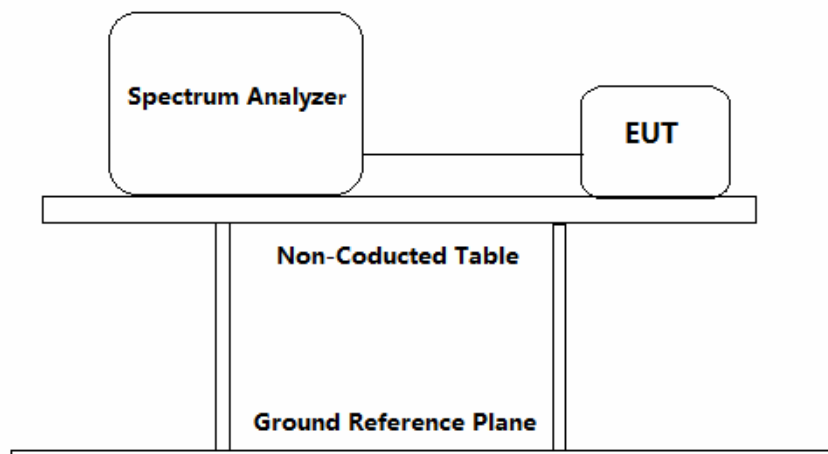 Spectrum Analyzer
EUT
Non-Coducted Table
Ground Reference Plane